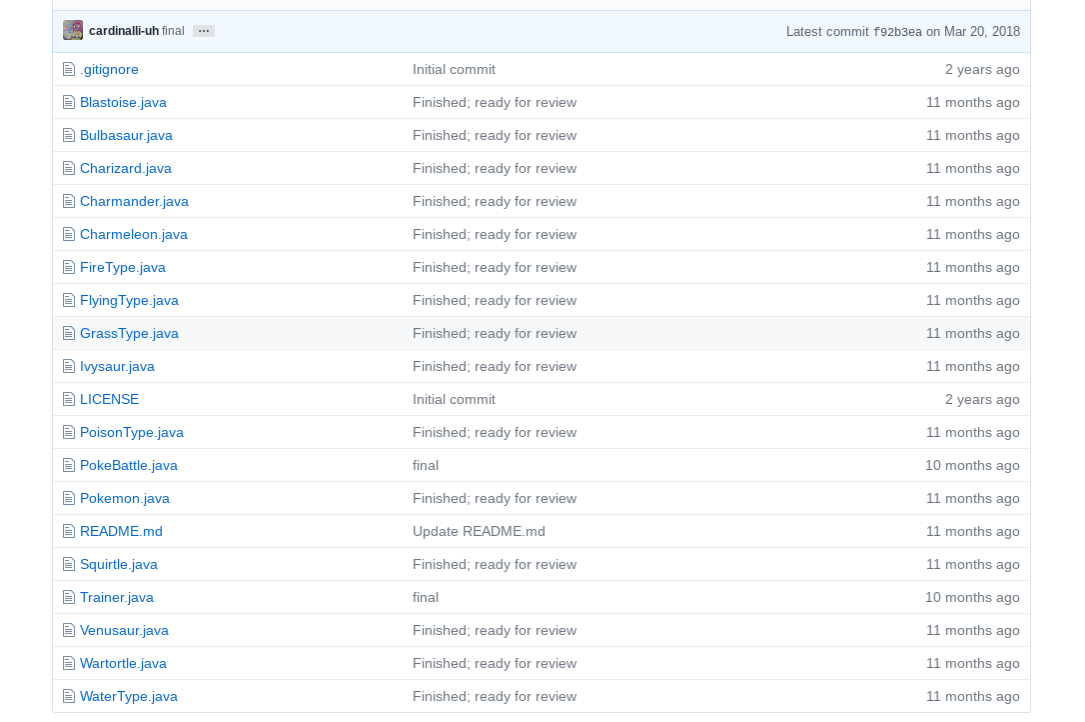 cardinalli-uh final ... Latest commit f92b3ea on Mar 20, 2018
.gitignore Initial commit 2 years ago
Blastoise.java Finished; ready for review 11 months ago
Bulbasaur.java Finished; ready for review 11 months ago
Charizard.java Finished; ready for review 11 months ago
Charmander.java Finished; ready for review 11 months ago
Charmeleon.java Finished; ready for review 11 months ago
FireType.java Finished; ready for review 11 months ago
FlyingType.java Finished; ready for review 11 months ago
GrassType.java Finished; ready for review 11 months ago
Ivysaur.java Finished; ready for review 11 months ago
LICENSE Initial commit 2 years ago
PoisonType.java Finished; ready for review 11 months ago
PokeBattle.java final 10 months ago
Pokemon.java Finished; ready for review 11 months ago
README.md Update README.md 11 months ago
Squirtle.java Finished; ready for review 11 months ago
Trainer.java final 10 months ago
Venusaur.java Finished; ready for review 11 months ago
Wartortle.java Finished; ready for review 11 months ago
WaterType.java Finished; ready for review 11 months ago